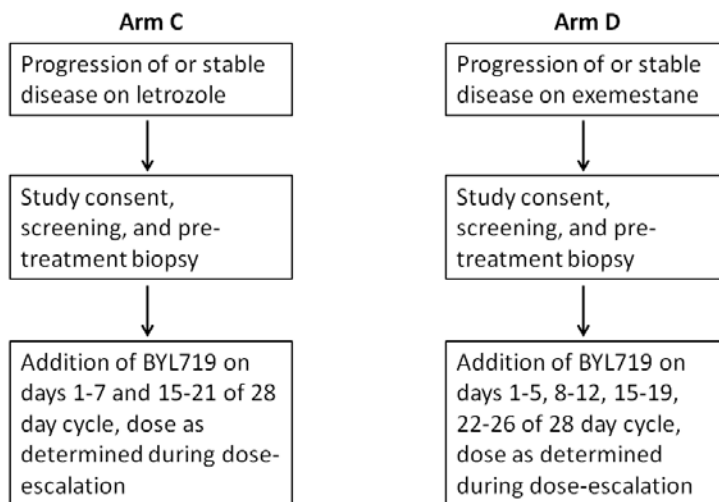 Arm C
Progression of or stable
disease on letrozole
Study consent,
screening, and pre-
treatment biopsy
Addition of BYL719 on
days 1-7 and 15-21 of 28
day cycle, dose as
determined during dose-
escalation
Arm D
Progression of or stable
disease on exemestane
Study consent,
screening, and pre-
treatment biopsy
Addition of BYL719 on
days 1-5, 8-12, 15-19,
22-26 of 28 day cycle,
dose as determined
during dose-escalation